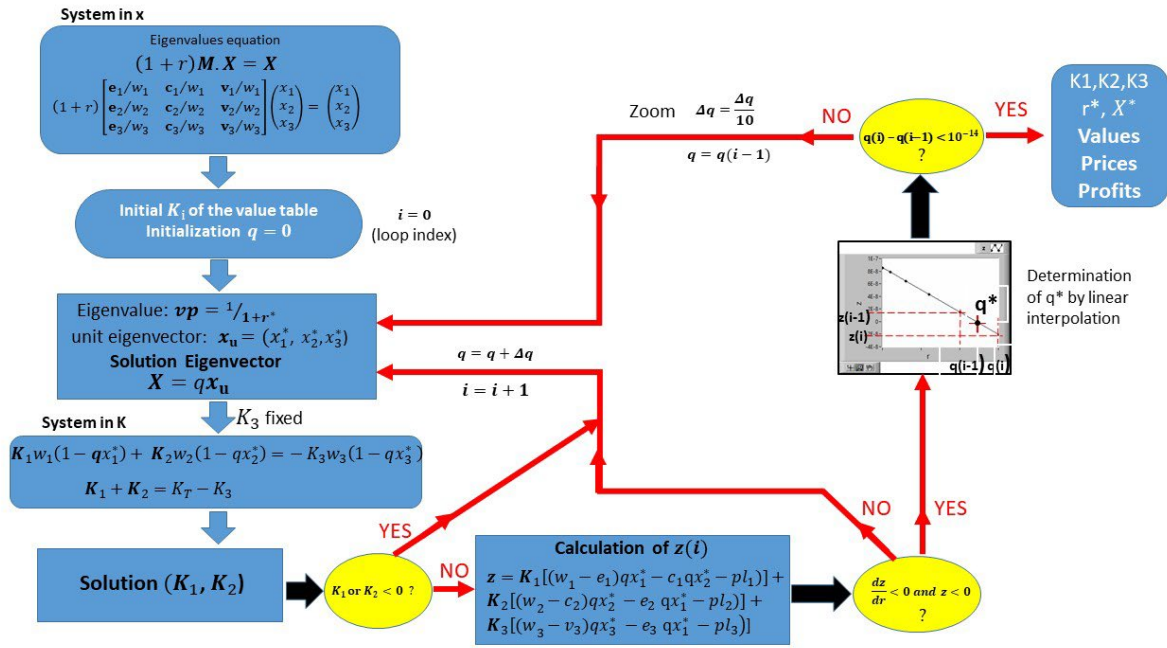 System in x
Eigenvalues equation
(1 + r)M. X = X
(1 + r) [e₁/w₁ c₁/w₁ v₁/w₁] (x₁) = (x₁)
[e₂/w₂ c₂/w₂ v₂/w₂] (x₂) (x₂)
[e₃/w₃ c₃/w₃ v₃/w₃] (x₃) (x₃)
Initial Kᵢ of the value table
Initialization q = 0
i = 0
(loop index)
Eigenvalue: vp = 1/1+r*
unit eigenvector: xᵤ = (x₁*, x₂*, x₃*)
Solution Eigenvector
X = qxᵤ
K₃ fixed
System in K
K₁w₁(1− qx₁*)+ K₂w₂(1− qx₂*) = − K₃w₃(1− qx₃*)
K₁ + K₂ = K_T − K₃
Solution (K₁, K₂)
K₁ or K₂ < 0 ?
YES
NO
q = q + Δq
i = i + 1
Calculation of z(i)
z = K₁[(w₁ − e₁)qx₁* − c₁qx₂* − pl₁)] +
K₂[(w₂ − c₂)qx₂* − e₂ qx₁* − pl₂)] +
K₃[(w₃ − v₃)qx₃* − e₃ qx₁* − pl₃)]
dz/dr < 0 and z < 0
?
NO
YES
z
q*
z(i-1)
z(i)
r
q(i-1) q(i)
Determination
of q* by linear
interpolation
q(i) − q(i−1) < 10⁻¹⁴
?
NO
YES
Zoom Δq = Δq/10
q = q(i − 1)
K1,K2,K3
r*, X*
Values
Prices
Profits